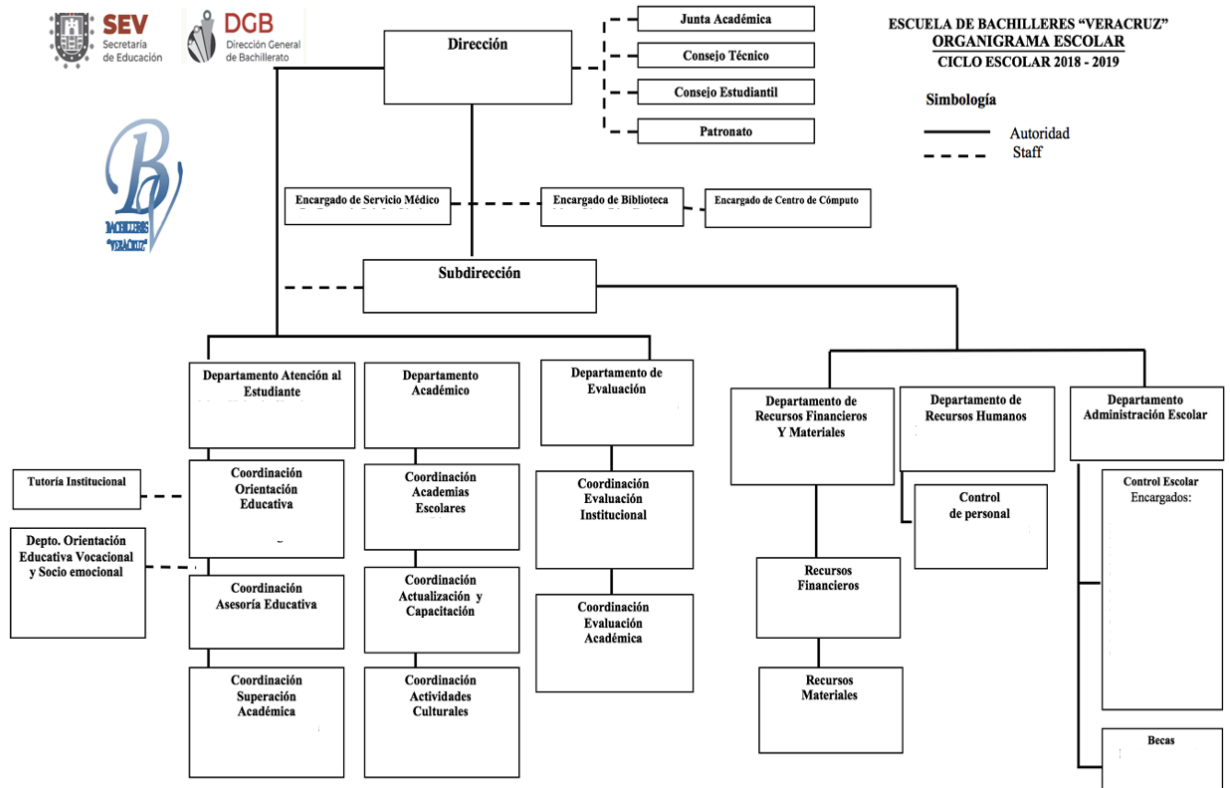 SEV
Secretaría
de Educación
DGB
Dirección General
de Bachillerato
ESCUELA DE BACHILLERES “VERACRUZ”
ORGANIGRAMA ESCOLAR
CICLO ESCOLAR 2018 - 2019
Simbología
Autoridad
Staff
Dirección
Junta Académica
Consejo Técnico
Consejo Estudiantil
Patronato
BACHILLERES
“VERACRUZ”
Encargado de Servicio Médico
Encargado de Biblioteca
Encargado de Centro de Cómputo
Subdirección
Departamento Atención al
Estudiante
Departamento
Académico
Departamento de
Evaluación
Departamento de
Recursos Financieros
Y Materiales
Departamento de
Recursos Humanos
Departamento
Administración Escolar
Tutoría Institucional
Depto. Orientación
Educativa Vocacional
y Socio emocional
Coordinación
Orientación
Educativa
Coordinación
Asesoría Educativa
Coordinación
Superación
Académica
Coordinación
Academias
Escolares
Coordinación
Actualización y
Capacitación
Coordinación
Actividades
Culturales
Coordinación
Evaluación
Institucional
Coordinación
Evaluación
Académica
Recursos
Financieros
Recursos
Materiales
Control
de personal
Control Escolar
Encargados:
Becas